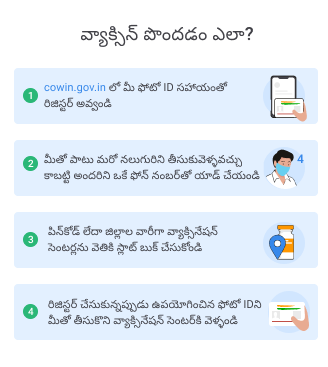 వ్యాక్సిన్ పొందడం ఎలా?
1
cowin.gov.in లో మీ ఫోటో ID సహాయంతో
రిజిస్టర్ అవ్వండి
2
మీతో పాటు మరో నలుగురిని తీసుకువెళ్ళవచ్చు
కాబట్టి అందరిని ఒకే ఫోన్ నంబర్‌తో యాడ్ చేయండి
4
3
పిన్‌కోడ్ లేదా జిల్లాల వారీగా వ్యాక్సినేషన్
సెంటర్లను వెతికి స్లాట్ బుక్ చేసుకోండి
4
రిజిస్టర్ చేసుకున్నప్పుడు ఉపయోగించిన ఫోటో IDని
మీతో తీసుకొని వ్యాక్సినేషన్ సెంటర్‌కి వెళ్ళండి